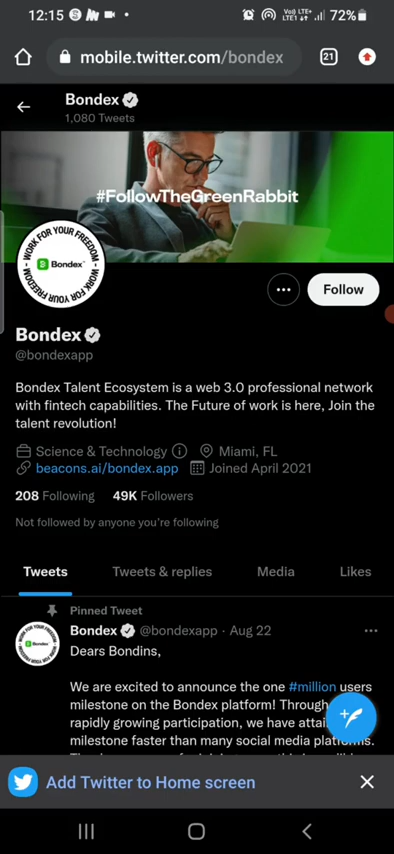 12:15
Vo) LTE+
LTE1
72%
mobile.twitter.com/bondex
21
Bondex
1,080 Tweets
#FollowTheGreenRabbit
WORK FOR YOUR FREEDOM - WORK FOR YOUR FREEDOM -
Bondex
Follow
Bondex
@bondexapp
Bondex Talent Ecosystem is a web 3.0 professional network
with fintech capabilities. The Future of work is here, Join the
talent revolution!
Science & Technology Miami, FL
beacons.ai/bondex.app Joined April 2021
208 Following 49K Followers
Not followed by anyone you're following
Tweets Tweets & replies Media Likes
Pinned Tweet
Bondex @bondexapp · Aug 22
Dears Bondins,
We are excited to announce the one #million users
milestone on the Bondex platform! Through
rapidly growing participation, we have attai
milestone faster than many social media platforms.
Add Twitter to Home screen